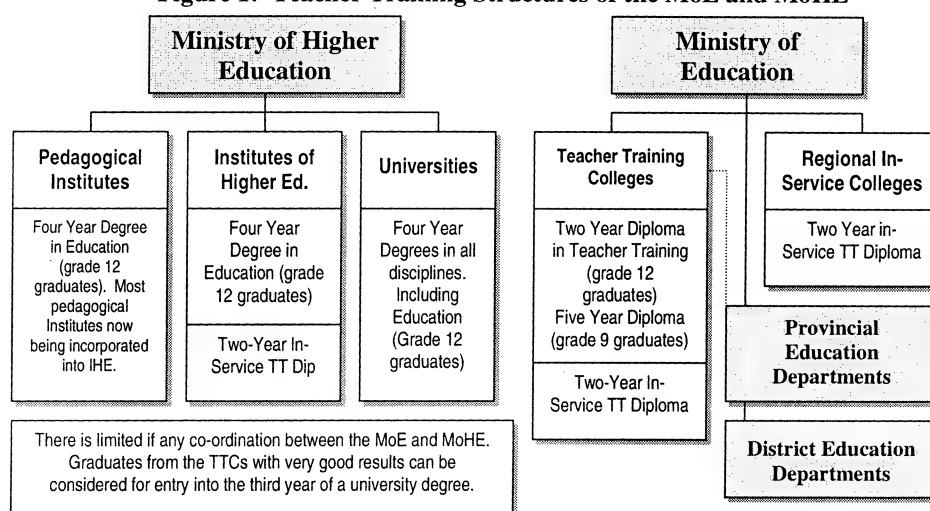 Figure 1: Teacher Training Structures of the MoE and MoHE
Ministry of Higher
Education
Ministry of
Education
Pedagogical
Institutes
Four Year Degree
in Education
(grade 12
graduates). Most
pedagogical
Institutes now
being incorporated
into IHE.
Institutes of
Higher Ed.
Four Year
Degree in
Education (grade
12 graduates)
Two-Year In-
Service TT Dip
Universities
Four Year
Degrees in all
disciplines.
Including
Education
(Grade 12
graduates)
Teacher Training
Colleges
Two Year Diploma
in Teacher Training
(grade 12
graduates)
Five Year Diploma
(grade 9 graduates)
Two-Year In-
Service TT Diploma
Regional In-
Service Colleges
Two Year in-
Service TT Diploma
Provincial
Education
Departments
District Education
Departments
There is limited if any co-ordination between the MoE and MoHE.
Graduates from the TTCs with very good results can be
considered for entry into the third year of a university degree.